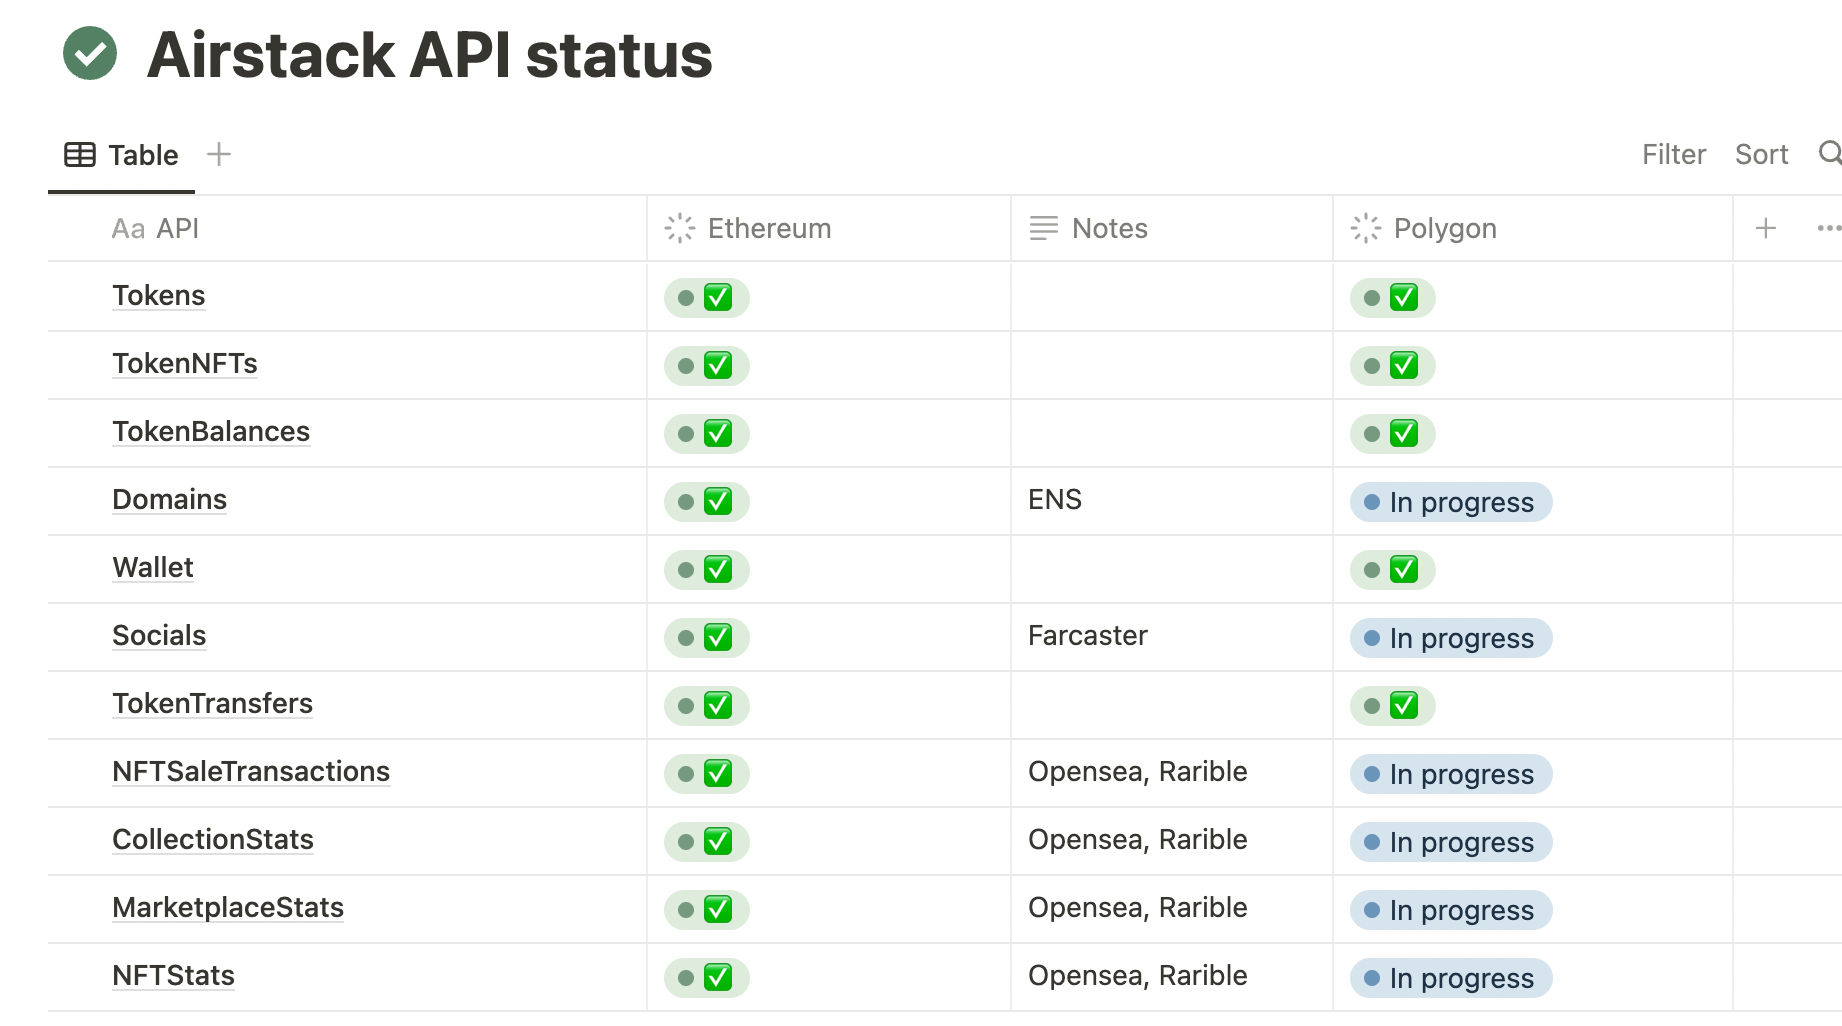 Airstack API status
Table
Filter Sort
Aa API Ethereum Notes Polygon
Tokens ✅ ✅
TokenNFTs ✅ ✅
TokenBalances ✅ ✅
Domains ✅ ENS In progress
Wallet ✅ ✅
Socials ✅ Farcaster In progress
TokenTransfers ✅ ✅
NFTSaleTransactions ✅ Opensea, Rarible In progress
CollectionStats ✅ Opensea, Rarible In progress
MarketplaceStats ✅ Opensea, Rarible In progress
NFTStats ✅ Opensea, Rarible In progress